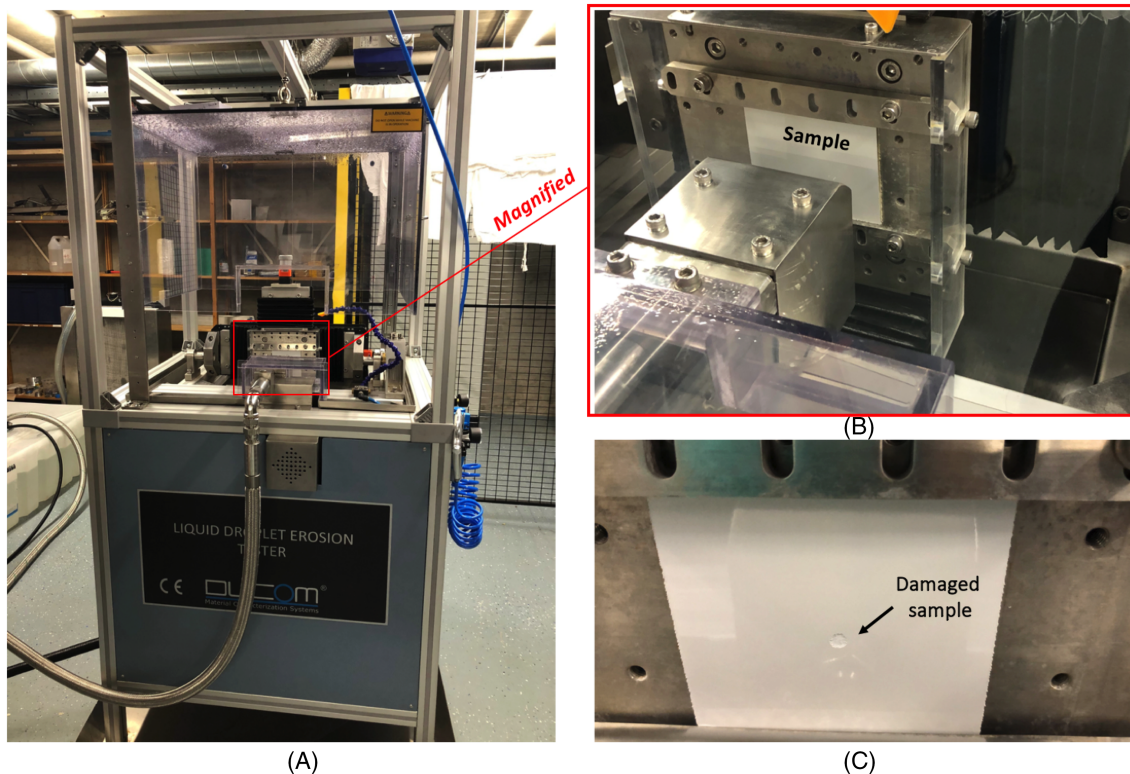 Magnified
LIQUID DROPLET EROSION
TESTER
CE DUCOM®
Material Characterization Systems
(A)
Sample
(B)
Damaged
sample
(C)